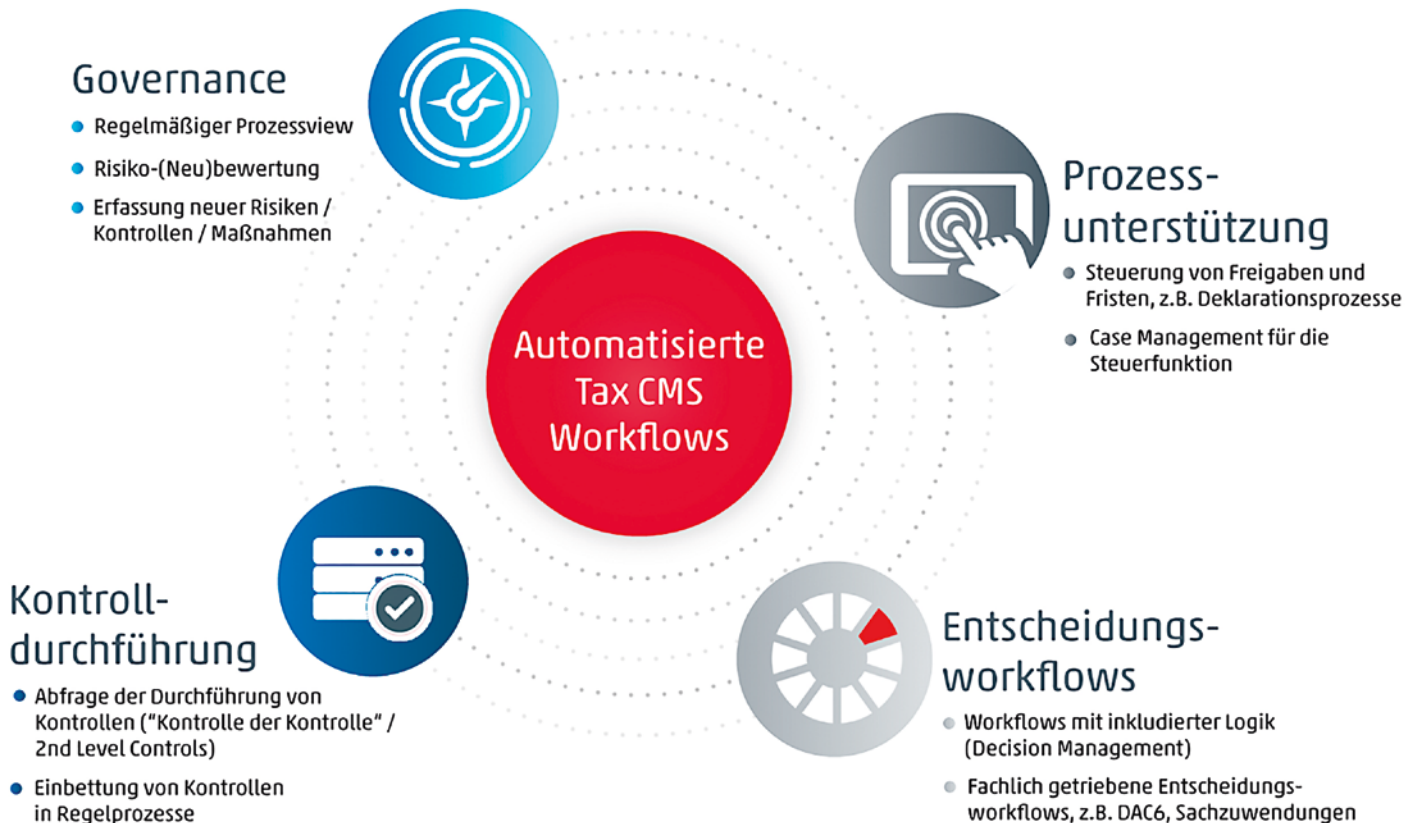 Governance
Regelmäßiger Prozessview
Risiko-(Neu)bewertung
Erfassung neuer Risiken /
Kontrollen / Maßnahmen
Prozess-
unterstützung
Steuerung von Freigaben und
Fristen, z.B. Deklarationsprozesse
Case Management für die
Steuerfunktion
Automatisierte
Tax CMS
Workflows
Kontroll-
durchführung
Abfrage der Durchführung von
Kontrollen (“Kontrolle der Kontrolle“ /
2nd Level Controls)
Einbettung von Kontrollen
in Regelprozesse
Entscheidungs-
workflows
Workflows mit inkludierter Logik
(Decision Management)
Fachlich getriebene Entscheidungs-
workflows, z.B. DAC6, Sachzuwendungen